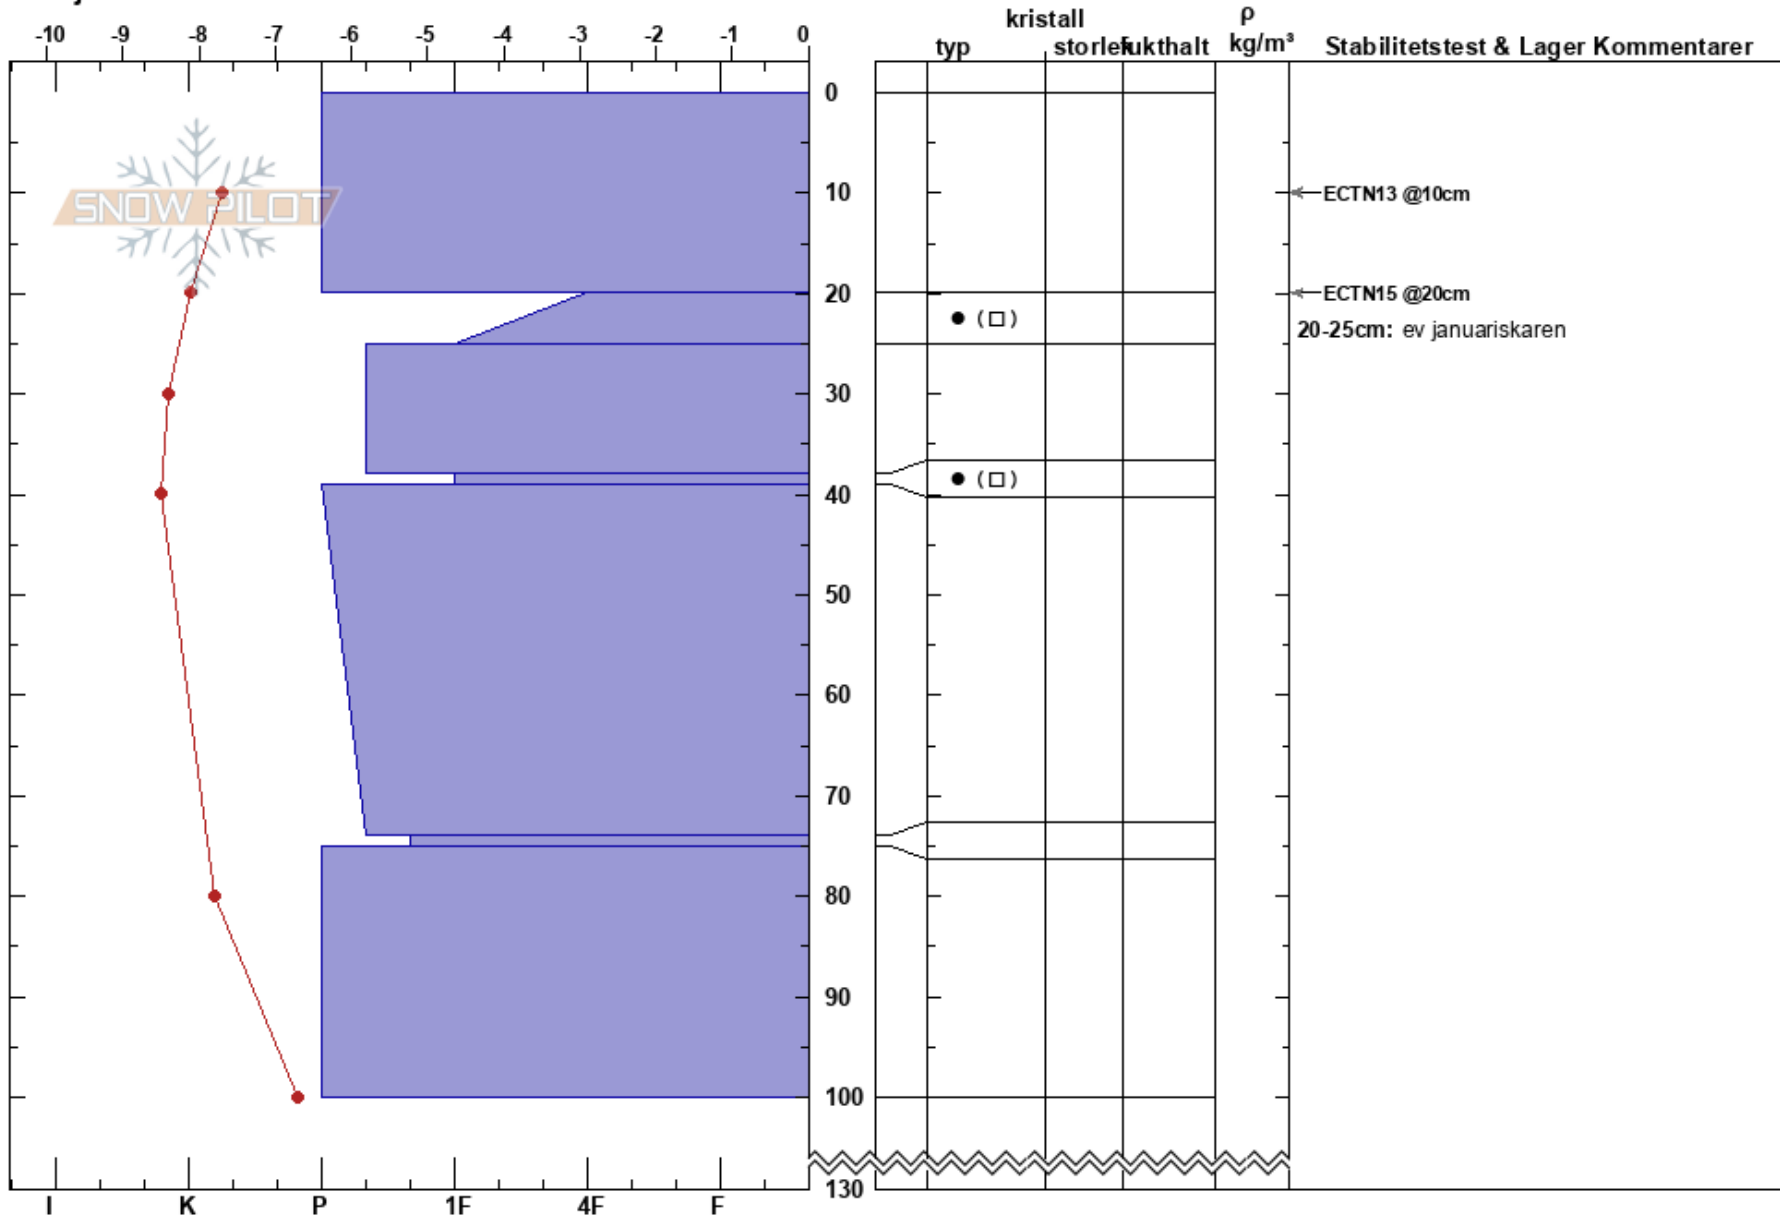 kristall ρ
-10 -9 -8 -7 -6 -5 -4 -3 -2 -1 0 typ storlek fukthalt kg/m³ Stabilitetstest & Lager Kommentarer
0
SNOW PILOT
10 ECTN13 @10cm
20 ECTN15 @20cm
● (□)
20-25cm: ev januariskaren
30
● (□)
40
50
60
70
80
90
100
130
I K P 1F 4F F